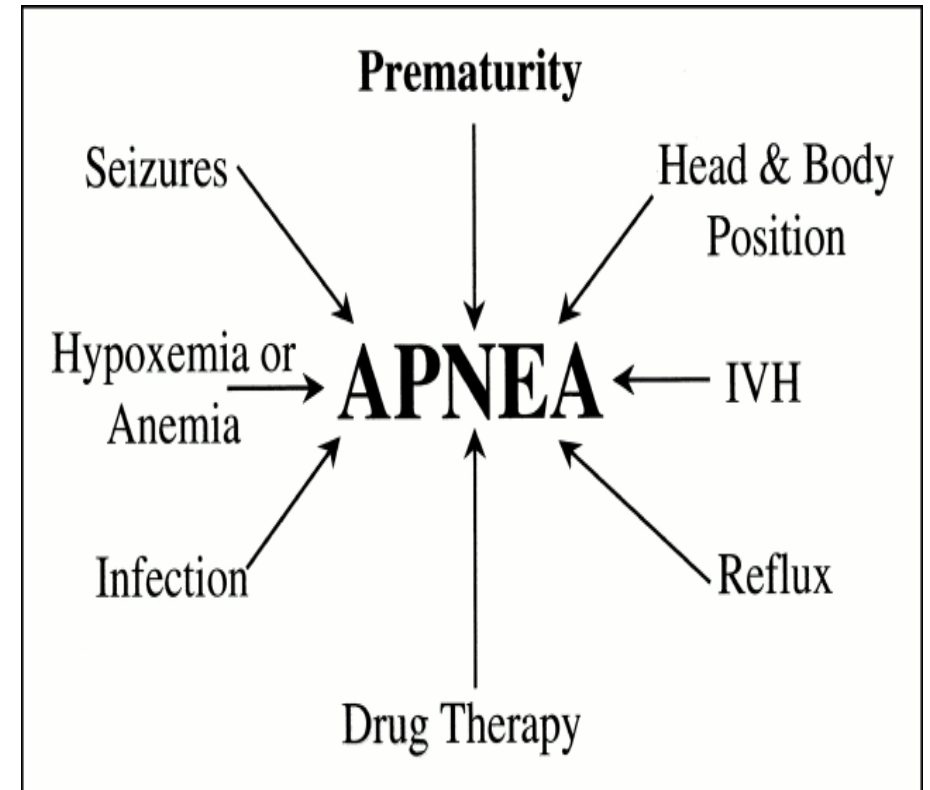 Prematurity
Seizures
Head & Body
Position
Hypoxemia or
Anemia
APNEA
IVH
Infection
Reflux
Drug Therapy